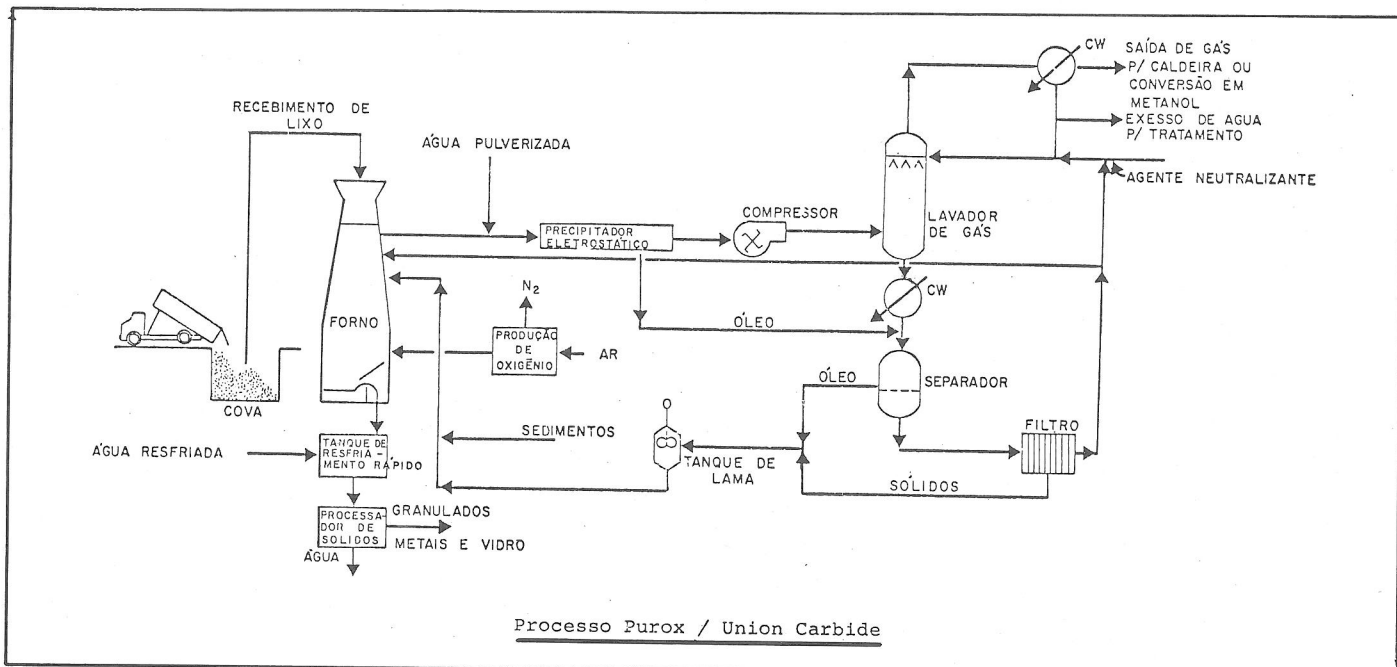 CW
SAÍDA DE GÁS
P/ CALDEIRA OU
CONVERSÃO EM
METANOL
EXESSO DE AGUA
P/ TRATAMENTO
RECEBIMENTO DE
LIXO
ÁGUA PULVERIZADA
AGENTE NEUTRALIZANTE
COMPRESSOR
LAVADOR
DE GÁS
PRECIPITADOR
ELETROSTÁTICO
CW
N2
FORNO
PRODUÇÃO
DE
OXIGÊNIO
AR
ÓLEO
ÓLEO
SEPARADOR
COVA
SEDIMENTOS
FILTRO
ÁGUA RESFRIADA
TANQUE DE
RESFRIA-
MENTO RÁPIDO
TANQUE DE
LAMA
SÓLIDOS
PROCESSA-
DOR DE
SOLIDOS
GRANULADOS
METAIS E VIDRO
ÁGUA
Processo Purox / Union Carbide